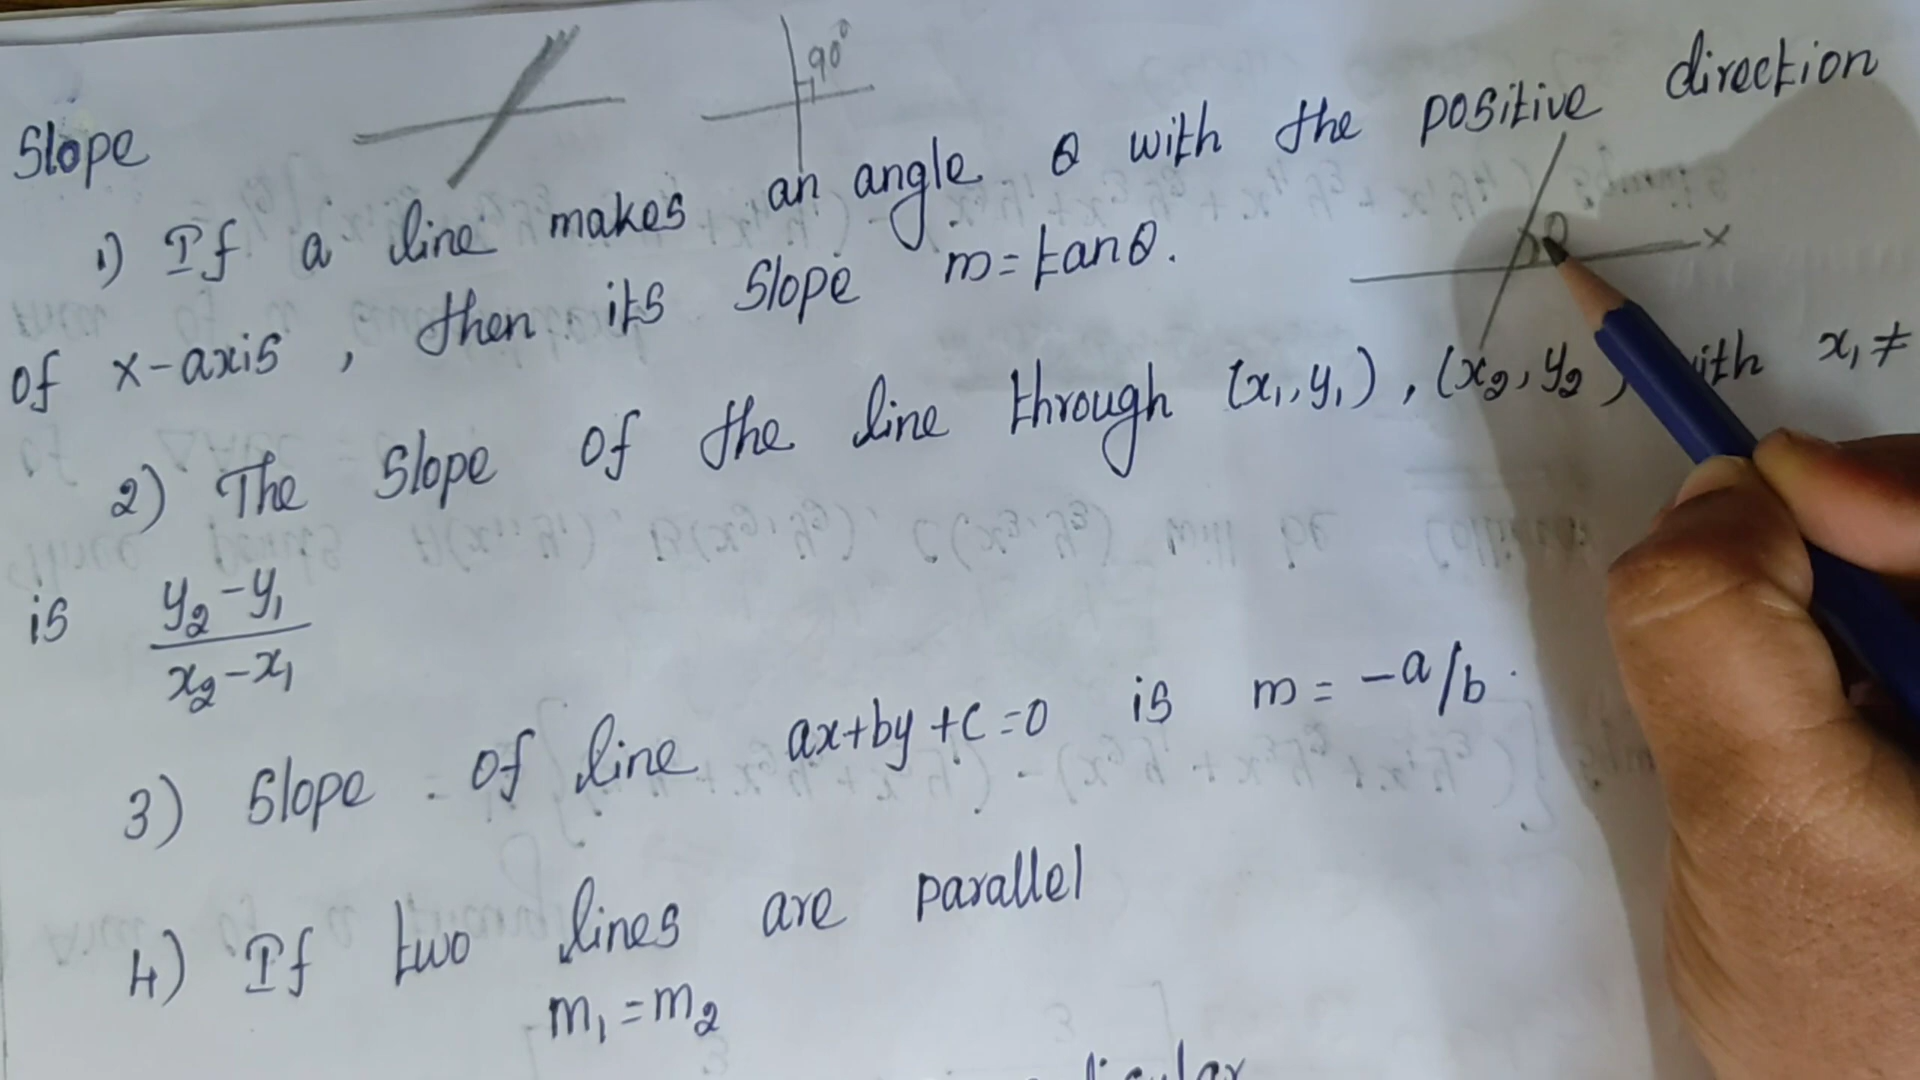 90°
Slope
1) If a line makes an angle θ with the positive direction
θ x
of x-axis, then its slope m=tanθ.
2) The Slope of the line through (x₁,y₁), (x₂,y₂) with x₁≠
is y₂-y₁/x₂-x₁
3) Slope of line ax+by+c=0 is m = -a/b.
4) If two lines are parallel
m₁=m₂